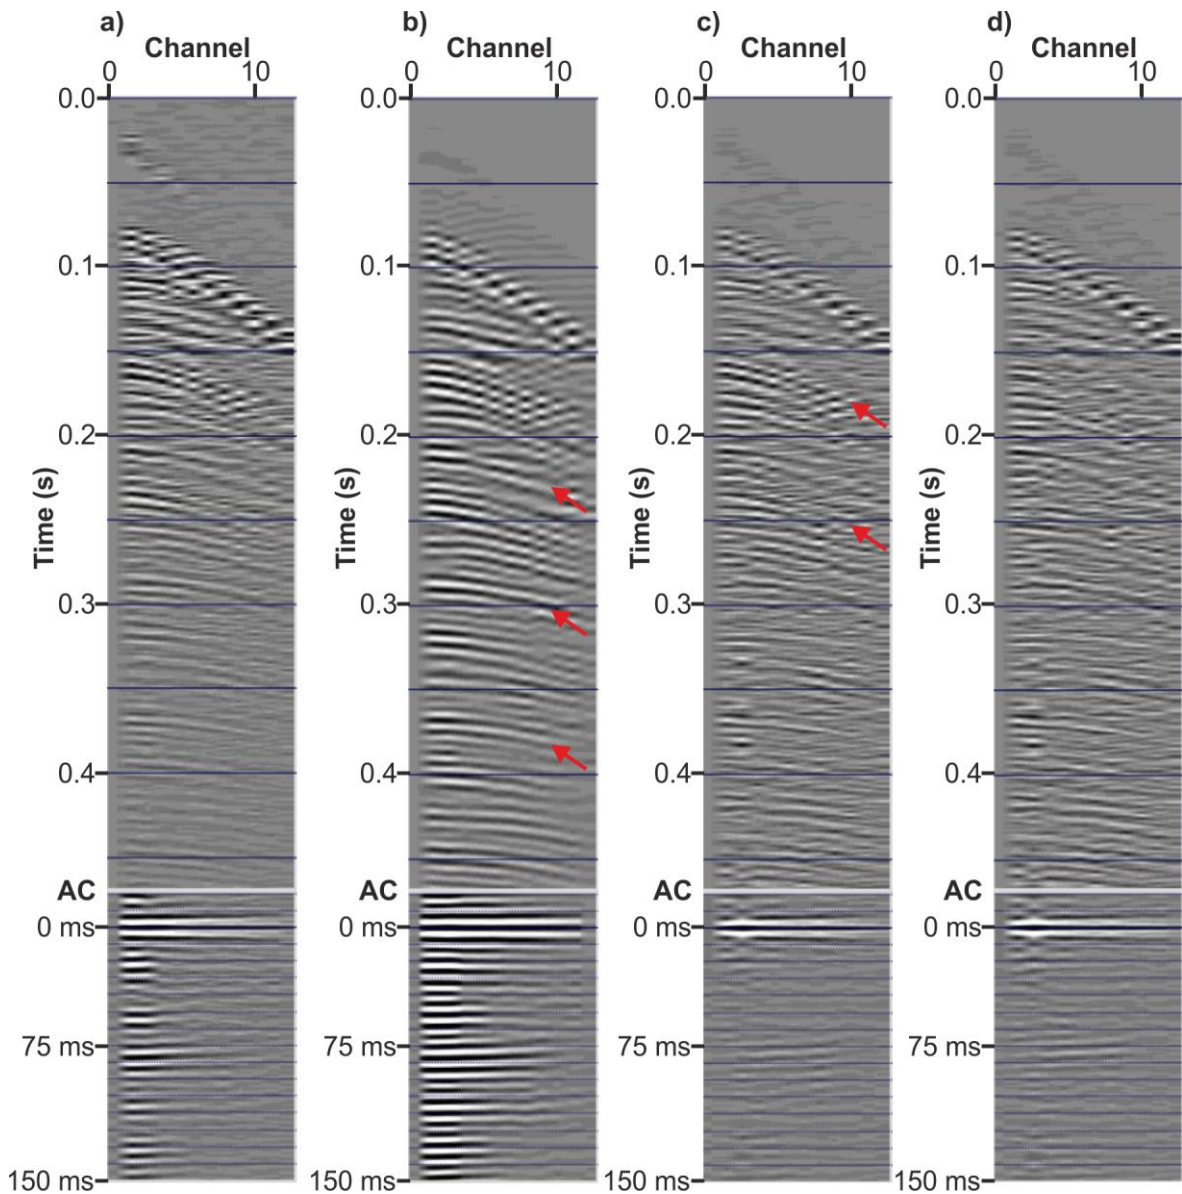 a) b) c) d)
Channel Channel Channel Channel
0 10 0 10 0 10 0 10
0.0 0.0 0.0 0.0
0.1 0.1 0.1 0.1
0.2 0.2 0.2 0.2
Time (s) Time (s) Time (s) Time (s)
0.3 0.3 0.3 0.3
0.4 0.4 0.4 0.4
AC AC AC AC
0 ms 0 ms 0 ms 0 ms
75 ms 75 ms 75 ms 75 ms
150 ms 150 ms 150 ms 150 ms